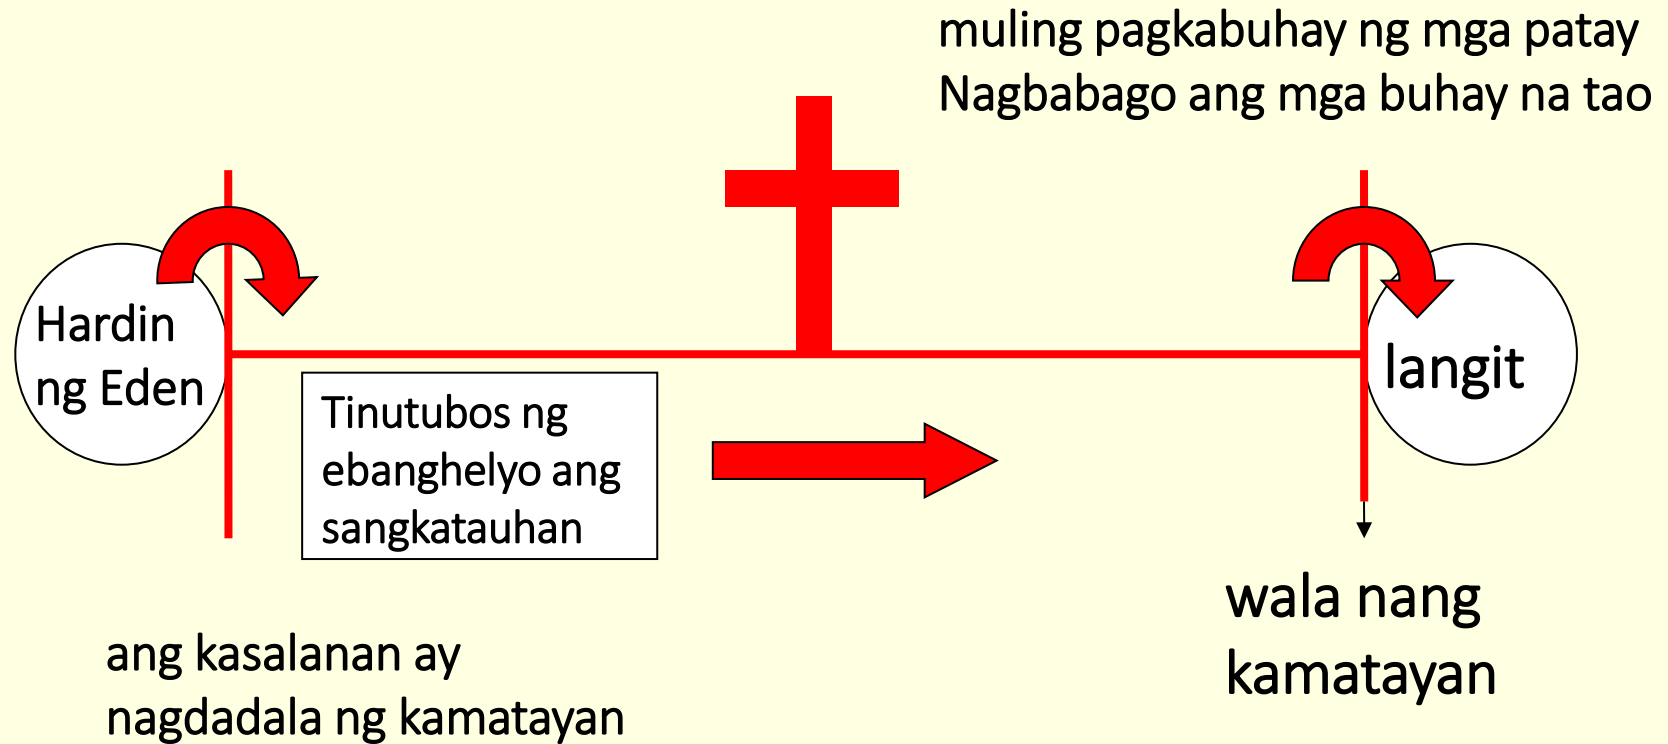 muling pagkabuhay ng mga patay
Nagbabago ang mga buhay na tao
Hardin
ng Eden
langit
Tinutubos ng
ebanghelyo ang
sangkatauhan
wala nang
kamatayan
ang kasalanan ay
nagdadala ng kamatayan